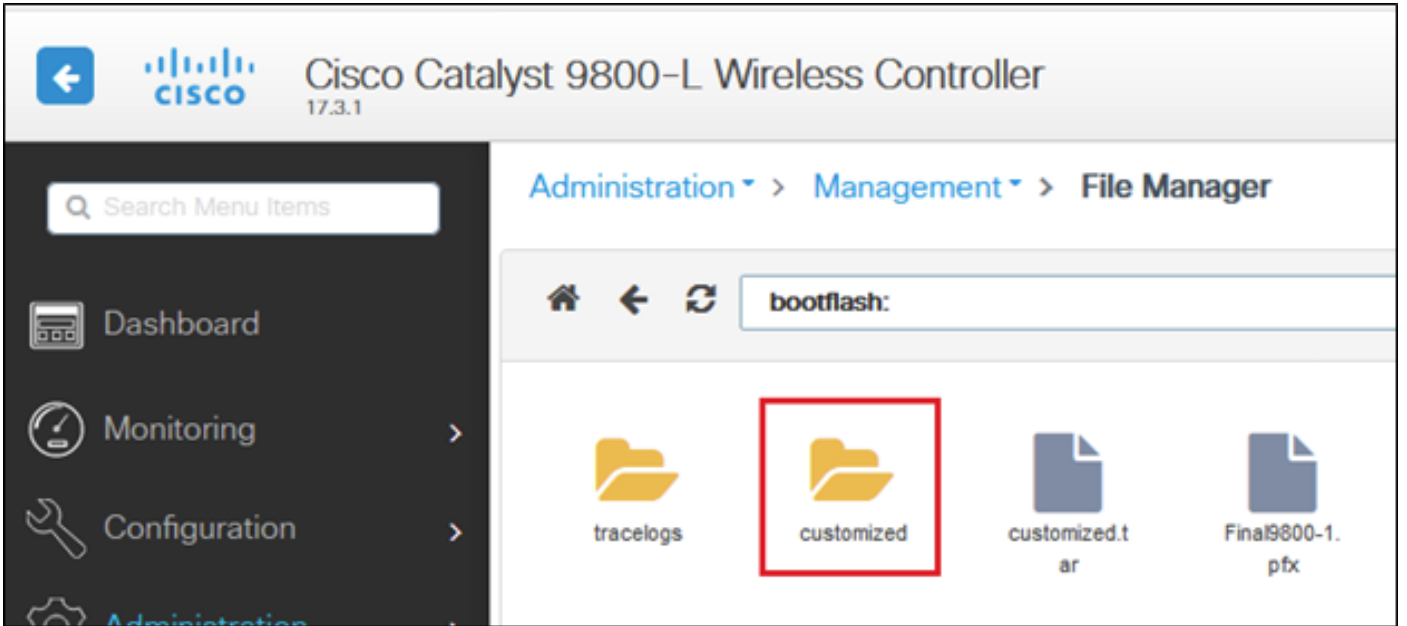 CISCO
Cisco Catalyst 9800-L Wireless Controller
17.3.1
Search Menu Items
Administration > Management > File Manager
bootflash:
Dashboard
Monitoring
Configuration
Administration
tracelogs
customized
customized.t
ar
Final9800-1.
pfx